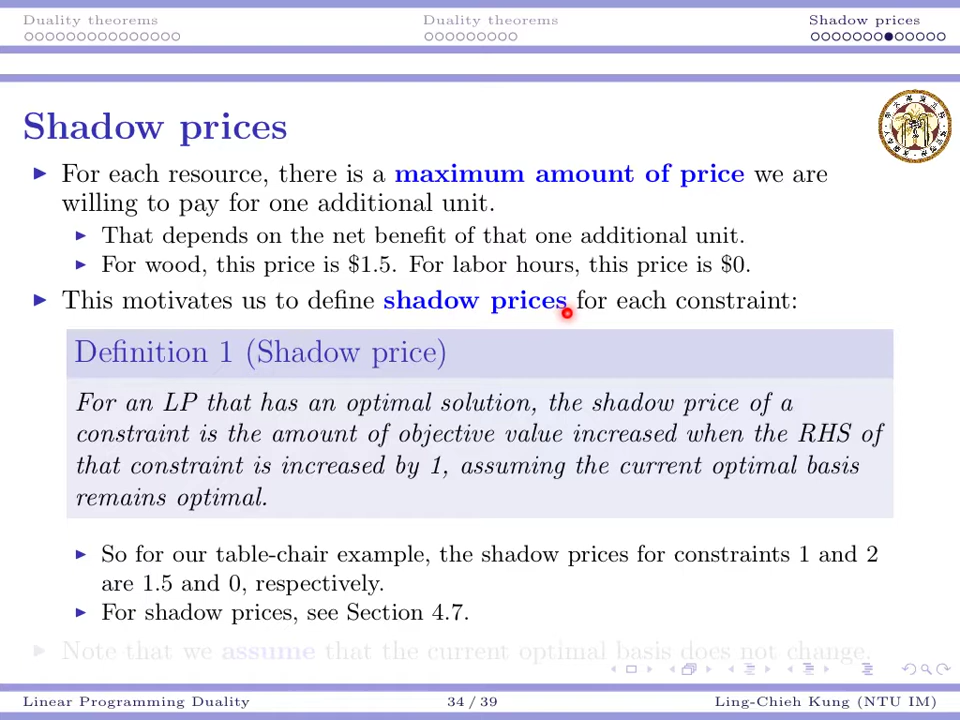 Duality theorems Duality theorems Shadow prices
Shadow prices
For each resource, there is a maximum amount of price we are
willing to pay for one additional unit.
That depends on the net benefit of that one additional unit.
For wood, this price is $1.5. For labor hours, this price is $0.
This motivates us to define shadow prices for each constraint:
Definition 1 (Shadow price)
For an LP that has an optimal solution, the shadow price of a
constraint is the amount of objective value increased when the RHS of
that constraint is increased by 1, assuming the current optimal basis
remains optimal.
So for our table-chair example, the shadow prices for constraints 1 and 2
are 1.5 and 0, respectively.
For shadow prices, see Section 4.7.
Note that we assume that the current optimal basis does not change.
Linear Programming Duality 34 / 39 Ling-Chieh Kung (NTU IM)